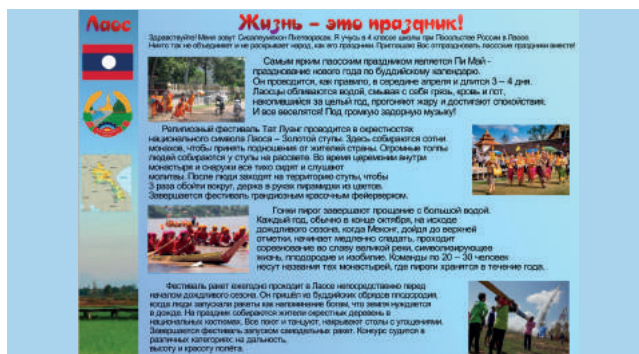 Лаос
Жизнь – это праздник!
Здравствуйте! Меня зовут Сисалеумсакон Пхетворасак. Я учусь в 4 классе школы при Посольстве России в Лаосе.
Ничто так не объединяет и не раскрывает народ, как его праздники. Приглашаю Вас отпраздновать лаосские праздники вместе!
Самым ярким лаосским праздником является Пи Май -
празднование нового года по буддийскому календарю.
Он проводится, как правило, в середине апреля и длится 3 – 4 дня.
Лаосцы обливаются водой, смывая с себя грязь, кровь и пот,
накопившийся за целый год, прогоняют жару и достигают спокойствия.
И все веселятся! Под громкую задорную музыку!
Религиозный фестиваль Тат Луанг проводится в окрестностях
национального символа Лаоса – Золотой ступы. Здесь собираются сотни
монахов, чтобы принять подношения от жителей страны. Огромные толпы
людей собираются у ступы на рассвете. Во время церемонии внутри
монастыря и снаружи все тихо сидят и слушают
молитвы. После люди заходят на территорию ступы, чтобы
3 раза обойти вокруг, держа в руках пирамидки из цветов.
Завершается фестиваль грандиозным красочным фейерверком.
Гонки пирог завершают прощание с большой водой.
Каждый год, обычно в конце октября, на исходе
дождливого сезона, когда Меконг, дойдя до верхней
отметки, начинает медленно спадать, проходит
соревнование во славу великой реки, символизирующее
жизнь, плодородие и изобилие. Команды по 20 – 30 человек
несут названия тех монастырей, где пироги хранятся в течение года.
Фестиваль ракет ежегодно проходит в Лаосе непосредственно перед
началом дождливого сезона. Он пришёл из буддийских обрядов плодородия,
когда люди запускали ракеты как напоминание богам, что земля нуждается
в дожде. На праздник собираются жители окрестных деревень в
национальных костюмах. Все поют и танцуют, накрывают столы с угощениями.
Завершается фестиваль запуском самодельных ракет. Конкурс судится в
различных категориях: на дальность,
высоту и красоту полёта.